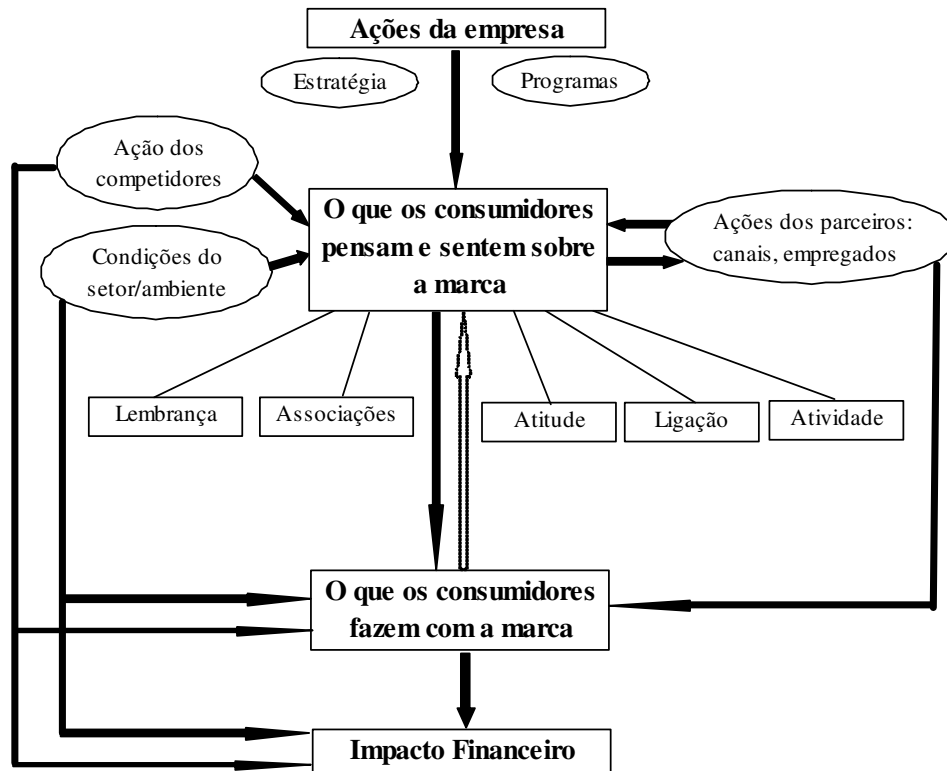 Ações da empresa
Estratégia
Programas
Ação dos
competidores
O que os consumidores
pensam e sentem sobre
a marca
Ações dos parceiros:
canais, empregados
Condições do
setor/ambiente
Lembrança
Associações
Atitude
Ligação
Atividade
O que os consumidores
fazem com a marca
Impacto Financeiro